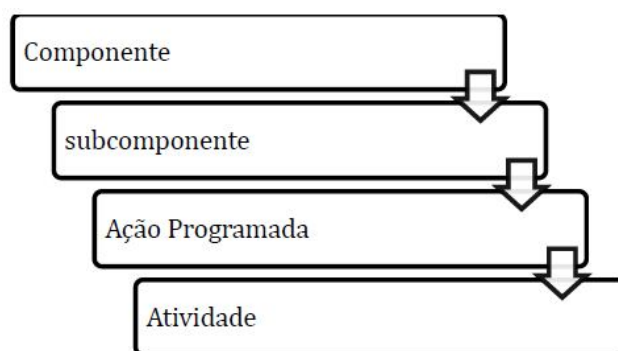 Componente
subcomponente
Ação Programada
Atividade